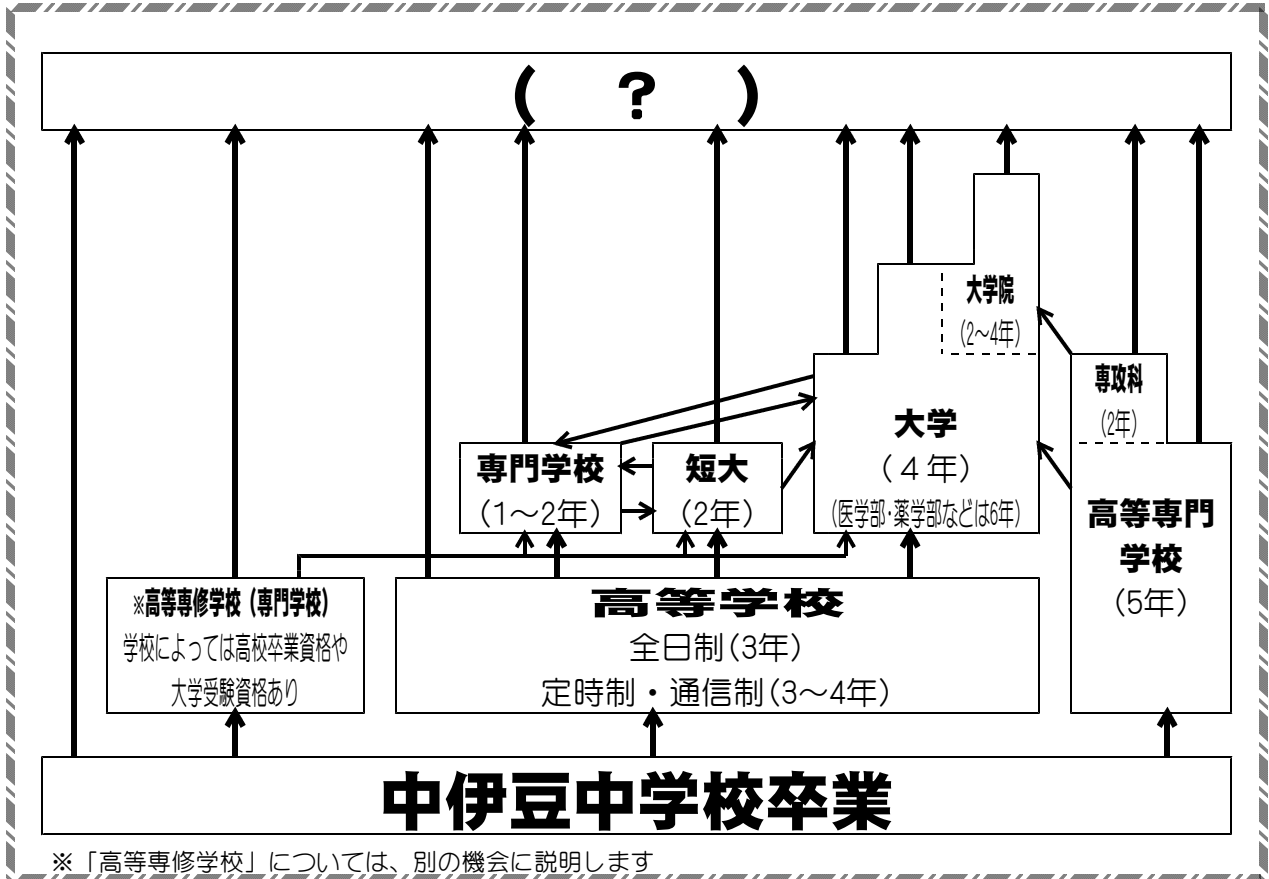 (　？　)
大学院
(2〜4年)
専攻科
(2年)
大学
(４年)
(医学部･薬学部などは6年)
専門学校
(1〜2年)
短大
(2年)
高等専門
学校
(5年)
※高等専修学校（専門学校）
学校によっては高校卒業資格や
大学受験資格あり
高等学校
全日制(3年)
定時制・通信制(3〜4年)
中伊豆中学校卒業
※「高等専修学校」については、別の機会に説明します